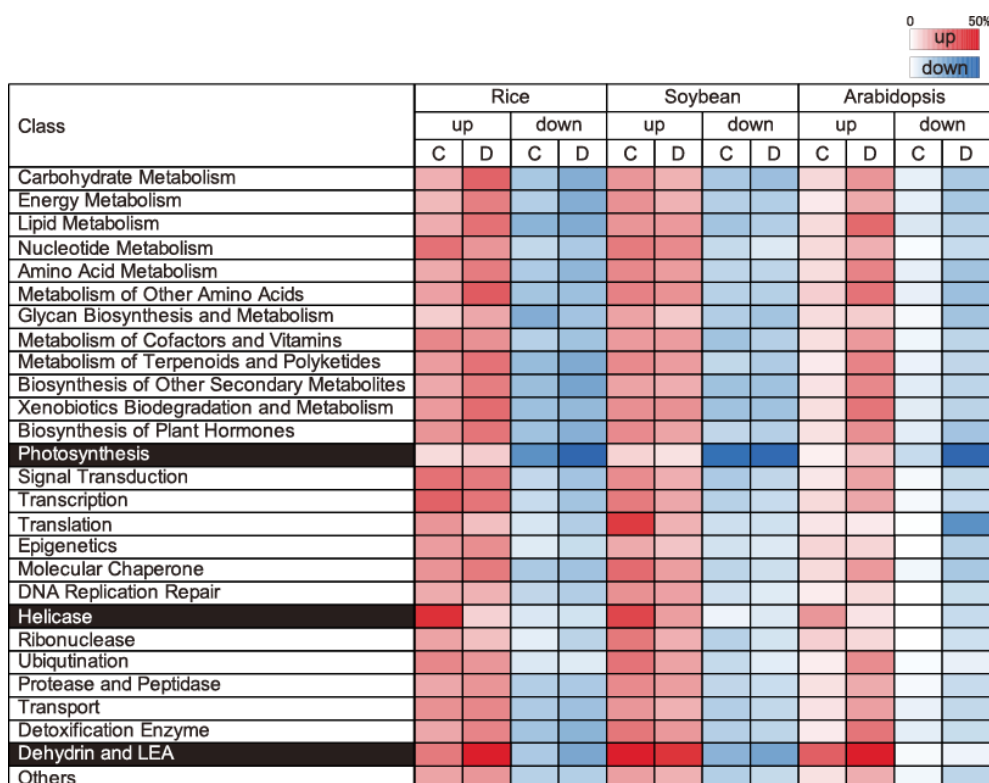 0 50%
up
down
Class Rice Soybean Arabidopsis
up down up down up down
C D C D C D C D C D C D
Carbohydrate Metabolism
Energy Metabolism
Lipid Metabolism
Nucleotide Metabolism
Amino Acid Metabolism
Metabolism of Other Amino Acids
Glycan Biosynthesis and Metabolism
Metabolism of Cofactors and Vitamins
Metabolism of Terpenoids and Polyketides
Biosynthesis of Other Secondary Metabolites
Xenobiotics Biodegradation and Metabolism
Biosynthesis of Plant Hormones
Photosynthesis
Signal Transduction
Transcription
Translation
Epigenetics
Molecular Chaperone
DNA Replication Repair
Helicase
Ribonuclease
Ubiqutination
Protease and Peptidase
Transport
Detoxification Enzyme
Dehydrin and LEA
Others